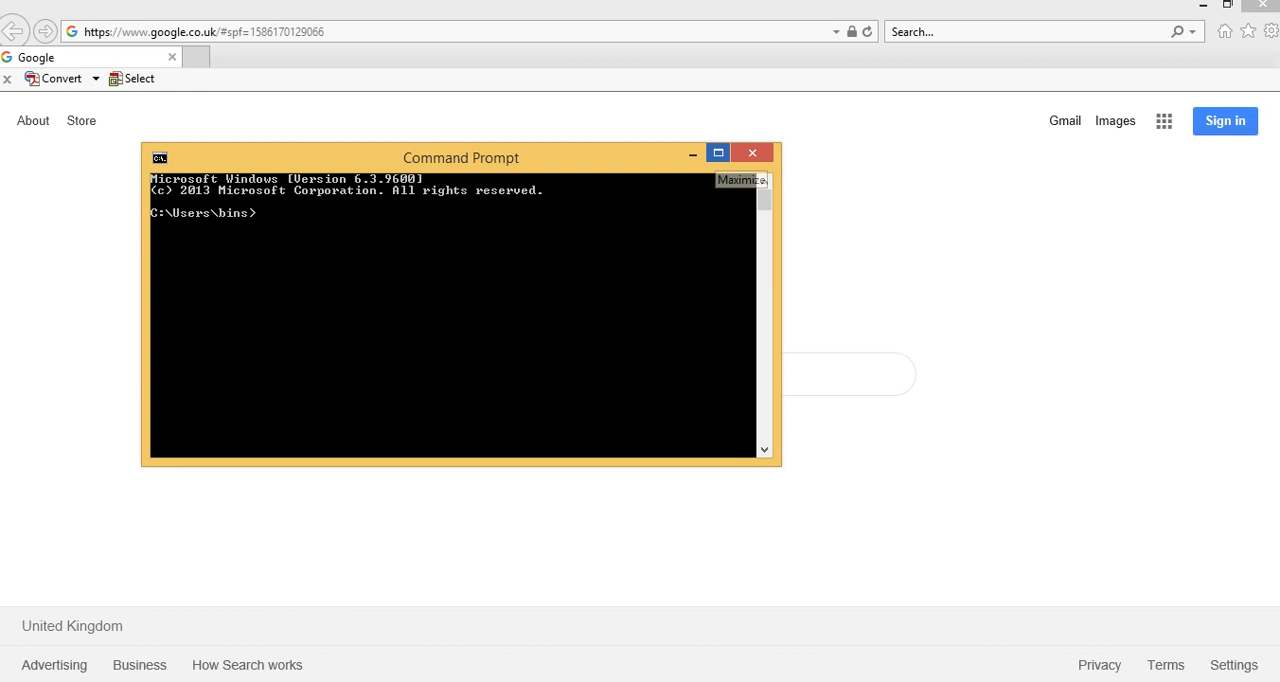 https://www.google.co.uk/#spf=1586170129066
Search...
Google
Convert
Select
About
Store
Gmail
Images
Sign in
Command Prompt
Maximize
Microsoft Windows [Version 6.3.9600]
(c) 2013 Microsoft Corporation. All rights reserved.
C:\Users\bins>
United Kingdom
Advertising
Business
How Search works
Privacy
Terms
Settings